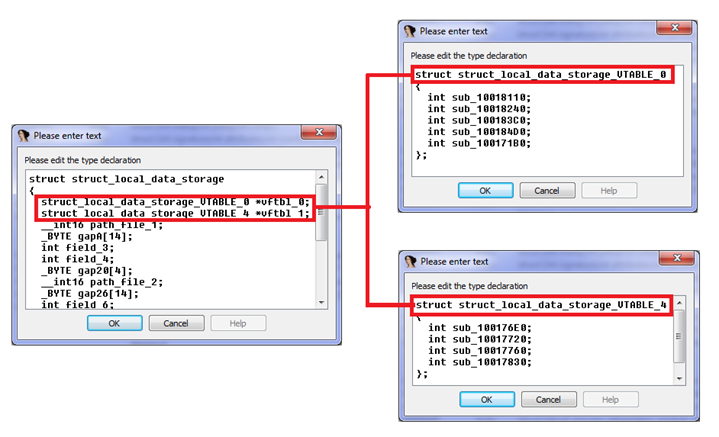 Please enter text
Please edit the type declaration
struct struct_local_data_storage
{
struct_local_data_storage_VTABLE_0 *vftbl_0;
struct_local_data_storage_VTABLE_4 *vftbl_1;
__int16 path_file_1;
_BYTE gapA[14];
int field_3;
int field_4;
_BYTE gap20[4];
__int16 path_file_2;
_BYTE gap26[14];
int field_6;
OK
Cancel
Help
Please enter text
Please edit the type declaration
struct struct_local_data_storage_VTABLE_0
{
int sub_10018110;
int sub_10018240;
int sub_100183C0;
int sub_100184D0;
int sub_100171B0;
};
OK
Cancel
Help
Please enter text
Please edit the type declaration
struct struct_local_data_storage_VTABLE_4
{
int sub_100176E0;
int sub_10017720;
int sub_10017760;
int sub_10017830;
};
OK
Cancel
Help